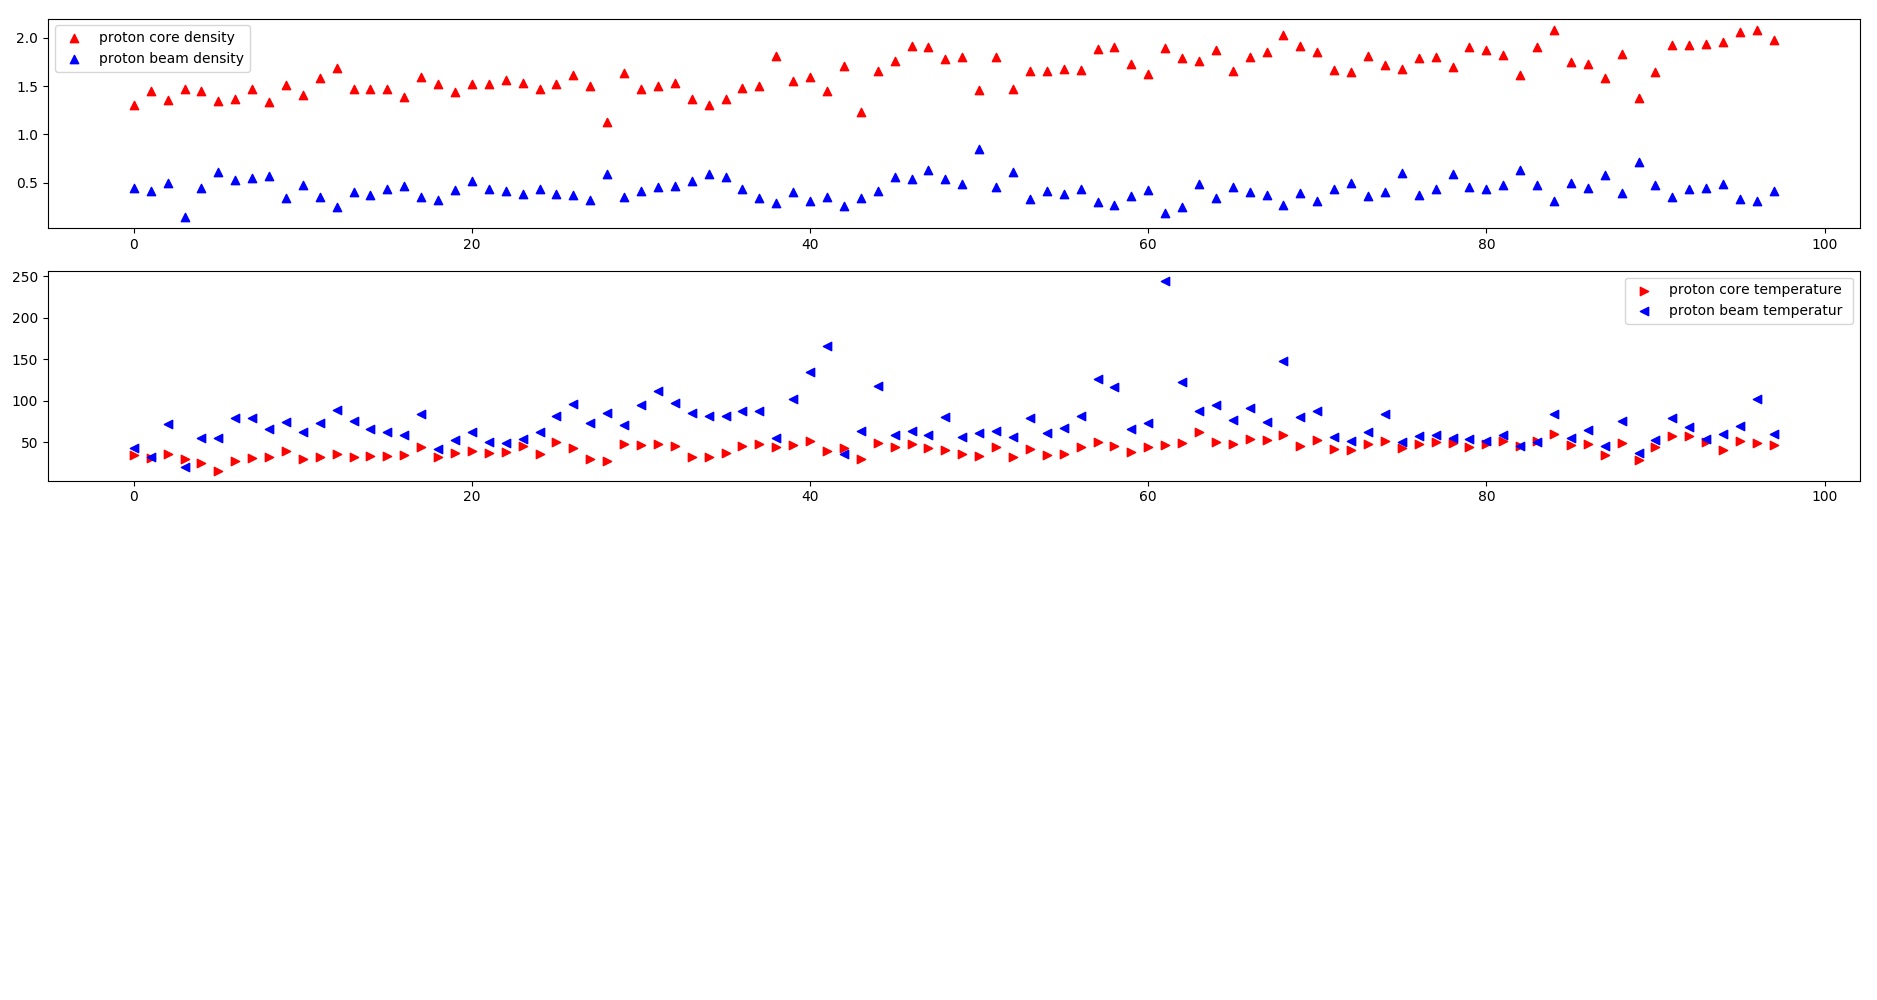 proton core density
proton beam density
2.0
1.5
1.0
0.5
0 20 40 60 80 100
proton core temperature
proton beam temperatur
250
200
150
100
50
0 20 40 60 80 100